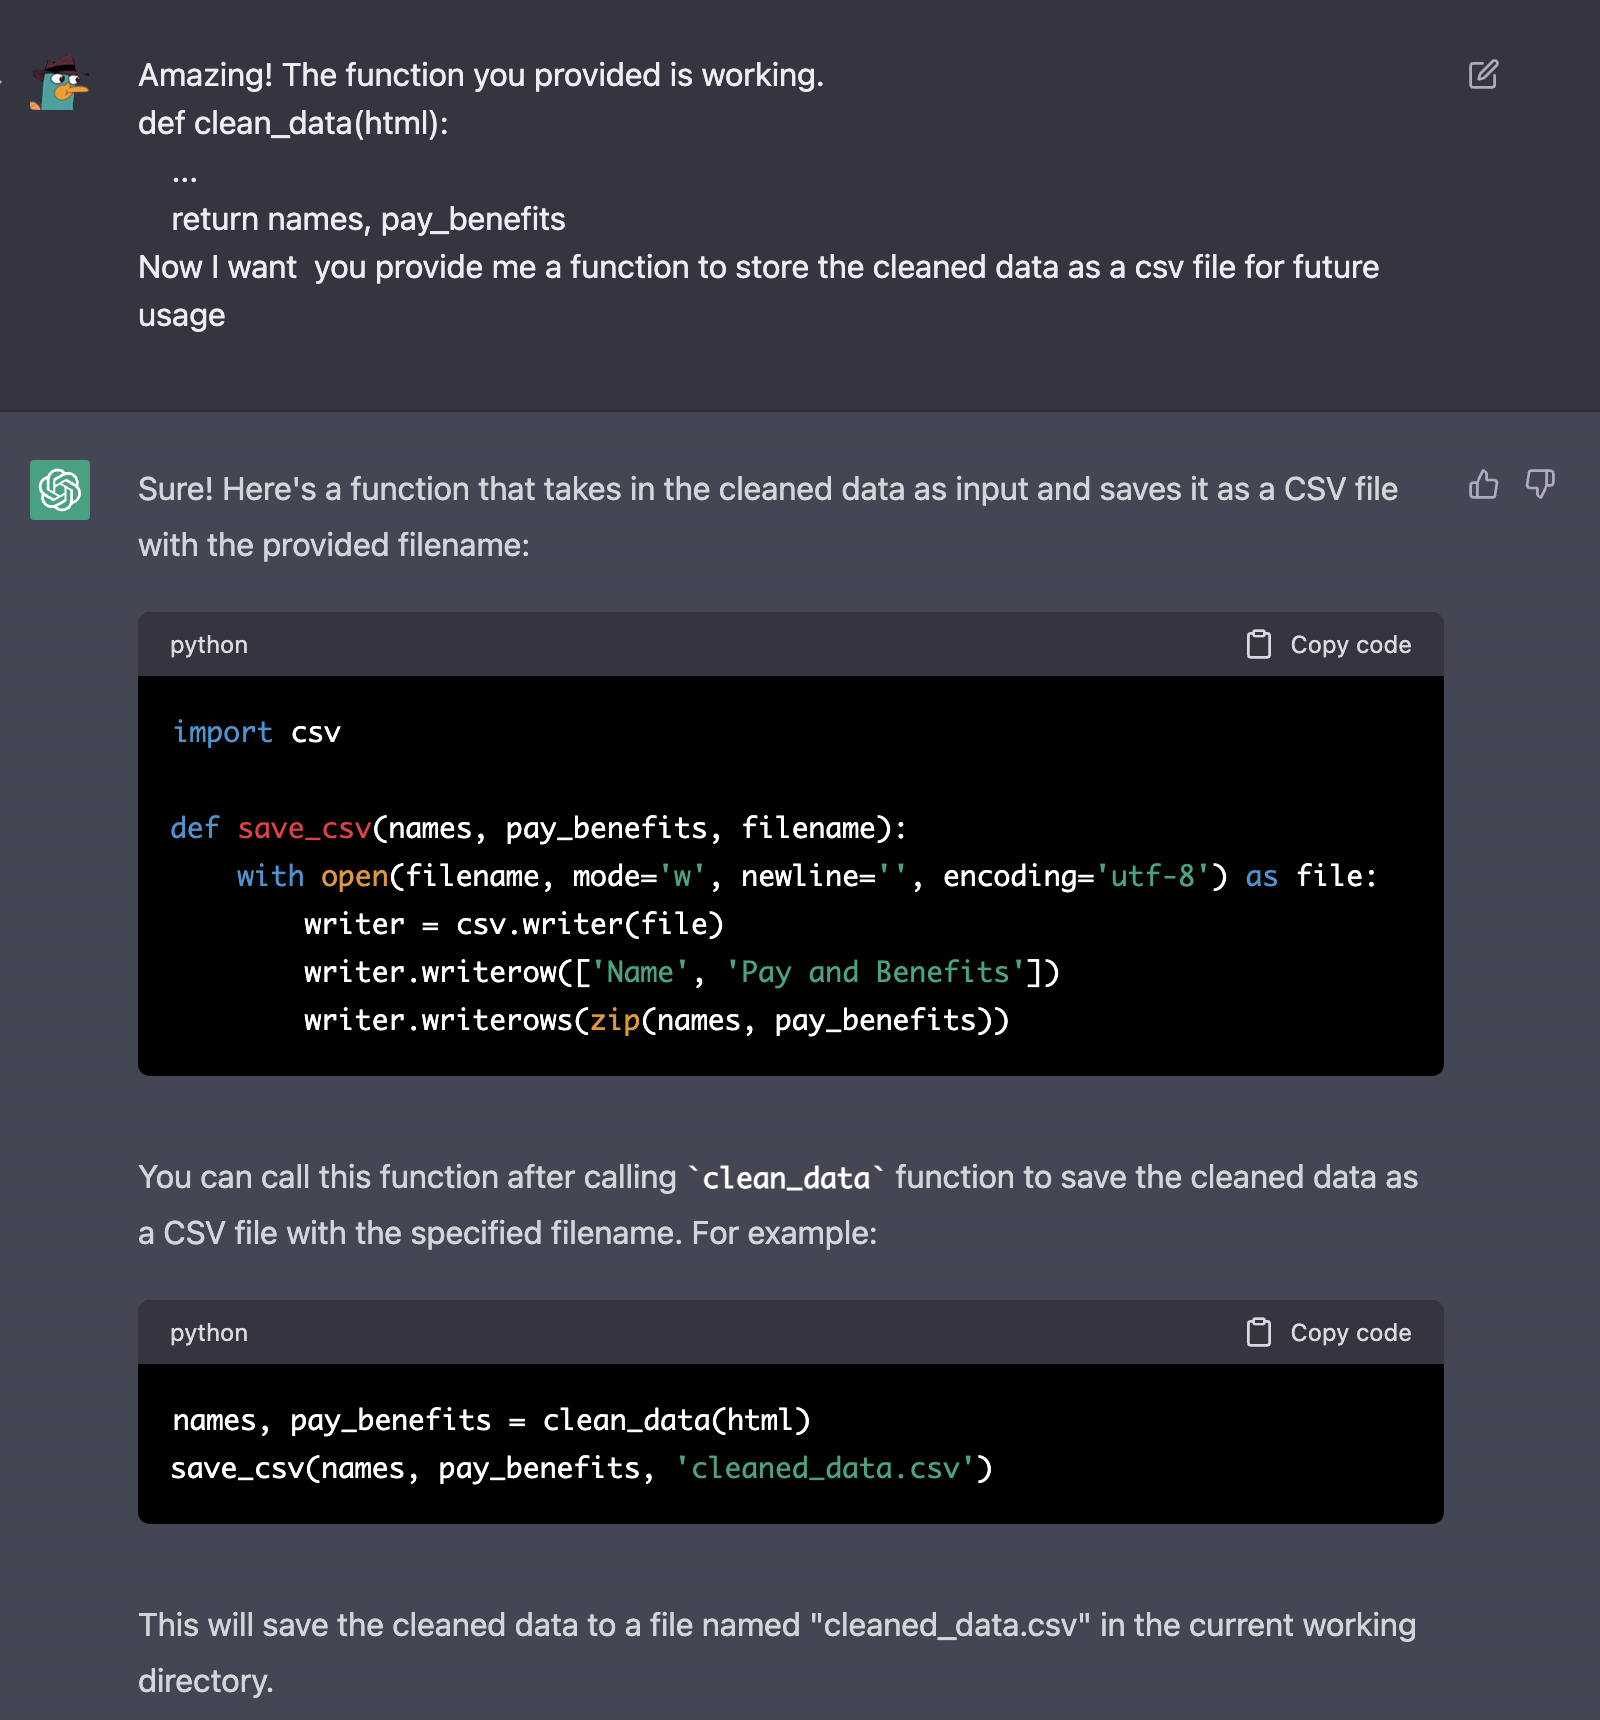 Amazing! The function you provided is working.
def clean_data(html):
    ...
    return names, pay_benefits
Now I want  you provide me a function to store the cleaned data as a csv file for future
usage
Sure! Here's a function that takes in the cleaned data as input and saves it as a CSV file
with the provided filename:
python
Copy code
import csv
def save_csv(names, pay_benefits, filename):
    with open(filename, mode='w', newline='', encoding='utf-8') as file:
        writer = csv.writer(file)
        writer.writerow(['Name', 'Pay and Benefits'])
        writer.writerows(zip(names, pay_benefits))
You can call this function after calling `clean_data` function to save the cleaned data as
a CSV file with the specified filename. For example:
python
Copy code
names, pay_benefits = clean_data(html)
save_csv(names, pay_benefits, 'cleaned_data.csv')
This will save the cleaned data to a file named "cleaned_data.csv" in the current working
directory.